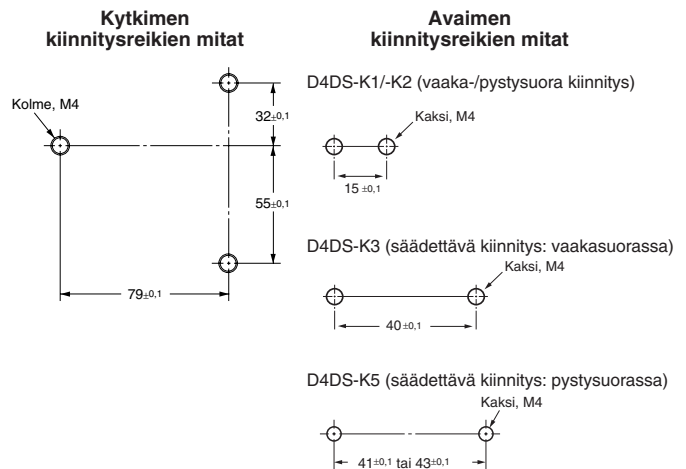 Kytkimen
kiinnitysreikien mitat
Kolme, M4
32±0,1
55±0,1
79±0,1
Avaimen
kiinnitysreikien mitat
D4DS-K1/-K2 (vaaka-/pystysuora kiinnitys)
Kaksi, M4
15 ±0,1
D4DS-K3 (säädettävä kiinnitys: vaakasuorassa)
Kaksi, M4
40 ±0,1
D4DS-K5 (säädettävä kiinnitys: pystysuorassa)
Kaksi, M4
41±0,1 tai 43±0,1